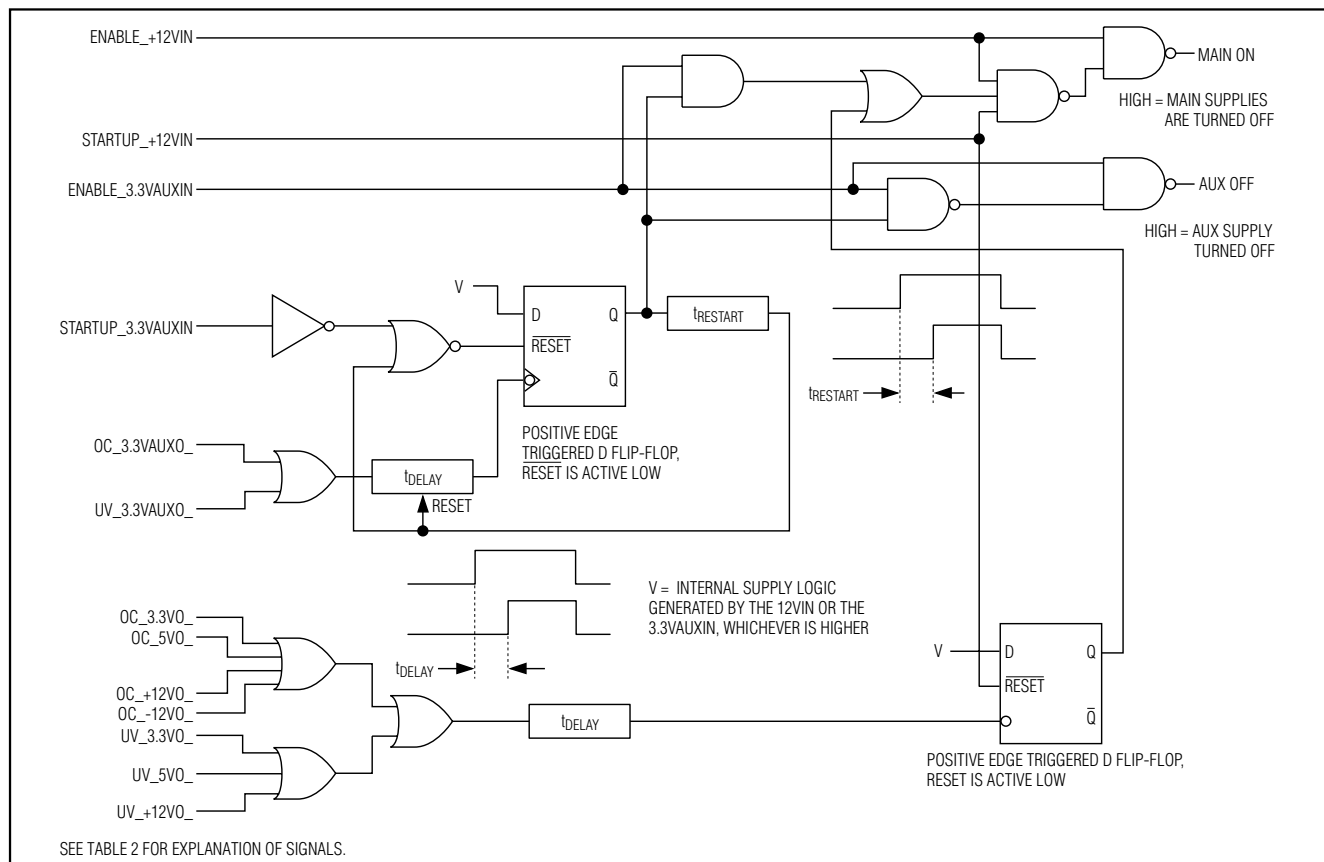 ENABLE_+12VIN
MAIN ON
HIGH = MAIN SUPPLIES
ARE TURNED OFF
STARTUP_+12VIN
ENABLE_3.3VAUXIN
AUX OFF
HIGH = AUX SUPPLY
TURNED OFF
V
D
Q
tRESTART
STARTUP_3.3VAUXIN
RESET
Q
tRESTART
POSITIVE EDGE
TRIGGERED D FLIP-FLOP,
RESET IS ACTIVE LOW
OC_3.3VAUXO_
tDELAY
RESET
UV_3.3VAUXO_
V = INTERNAL SUPPLY LOGIC
GENERATED BY THE 12VIN OR THE
3.3VAUXIN, WHICHEVER IS HIGHER
tDELAY
OC_3.3VO_
OC_5VO_
OC_+12VO_
OC_-12VO_
UV_3.3VO_
UV_5VO_
UV_+12VO_
tDELAY
V
D
Q
RESET
Q
POSITIVE EDGE TRIGGERED D FLIP-FLOP,
RESET IS ACTIVE LOW
SEE TABLE 2 FOR EXPLANATION OF SIGNALS.